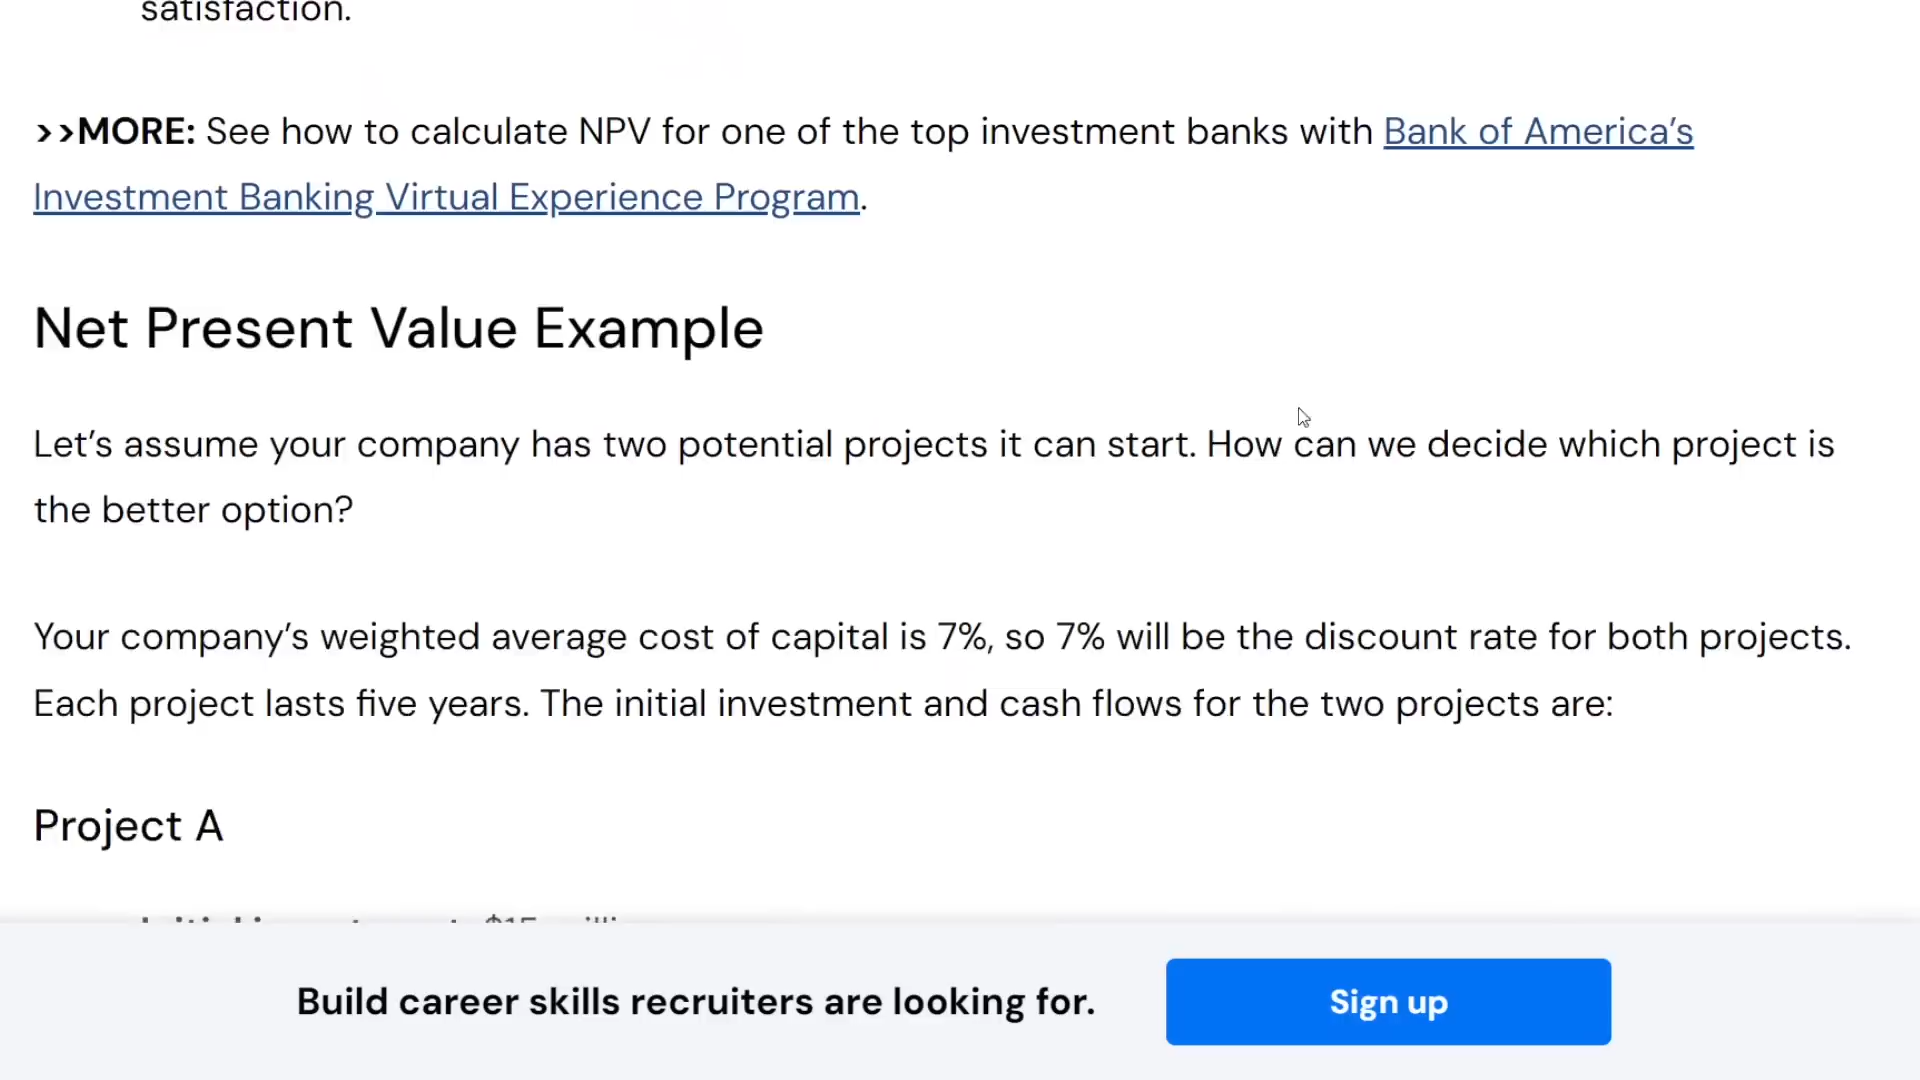 satisfaction.
>>MORE: See how to calculate NPV for one of the top investment banks with Bank of America’s
Investment Banking Virtual Experience Program.
Net Present Value Example
Let’s assume your company has two potential projects it can start. How can we decide which project is
the better option?
Your company’s weighted average cost of capital is 7%, so 7% will be the discount rate for both projects.
Each project lasts five years. The initial investment and cash flows for the two projects are:
Project A
Build career skills recruiters are looking for.
Sign up